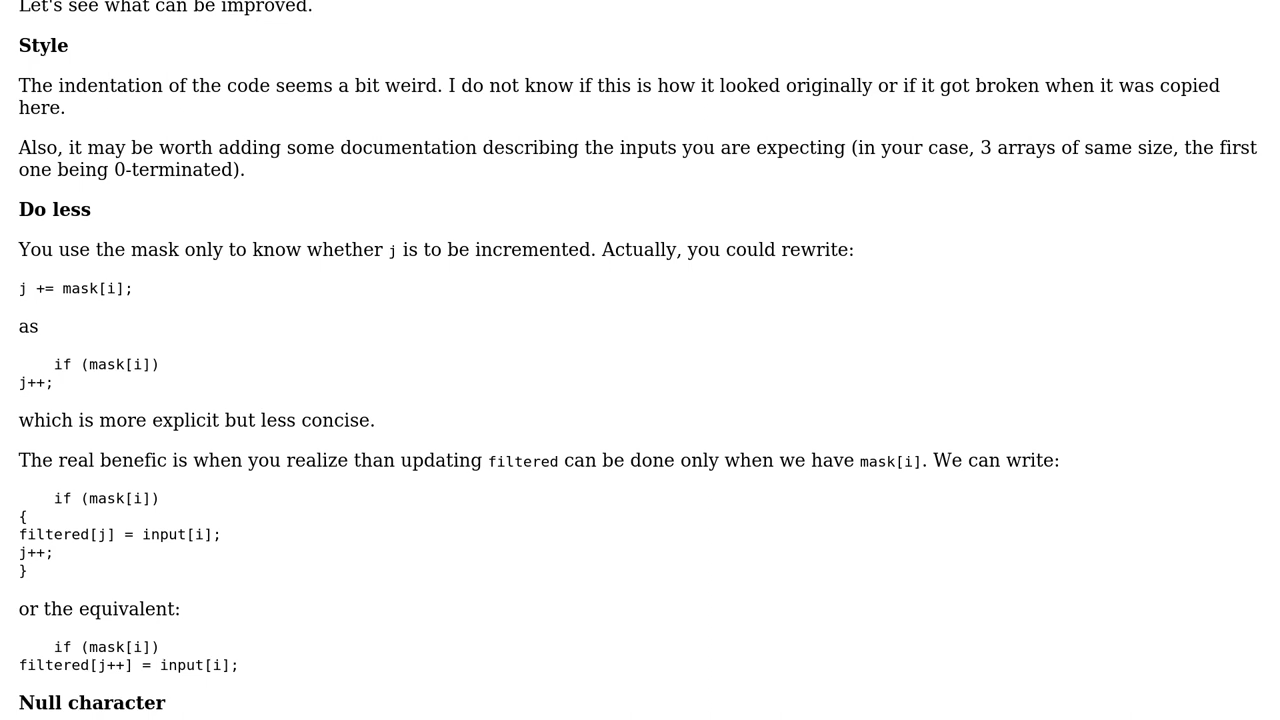 Let's see what can be improved.
Style
The indentation of the code seems a bit weird. I do not know if this is how it looked originally or if it got broken when it was copied
here.
Also, it may be worth adding some documentation describing the inputs you are expecting (in your case, 3 arrays of same size, the first
one being 0-terminated).
Do less
You use the mask only to know whether j is to be incremented. Actually, you could rewrite:
j += mask[i];
as
    if (mask[i])
j++;
which is more explicit but less concise.
The real benefic is when you realize than updating filtered can be done only when we have mask[i]. We can write:
    if (mask[i])
{
filtered[j] = input[i];
j++;
}
or the equivalent:
    if (mask[i])
filtered[j++] = input[i];
Null character